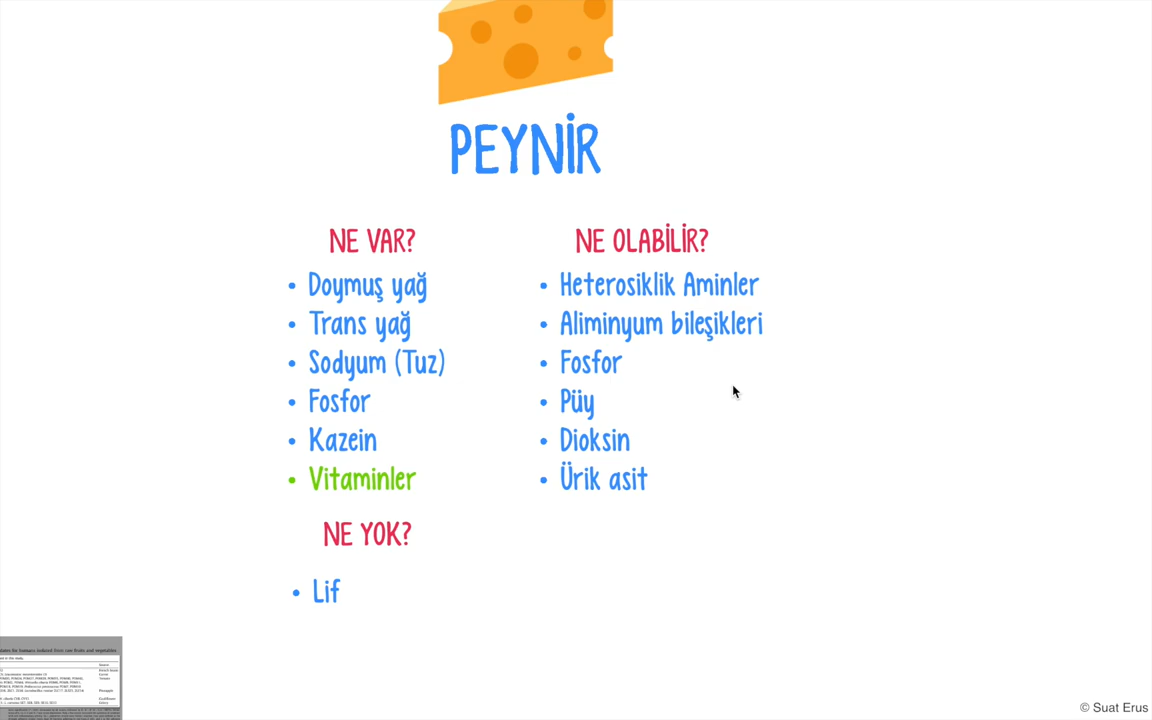 PEYNİR
NE VAR?
• Doymuş yağ
• Trans yağ
• Sodyum (Tuz)
• Fosfor
• Kazein
• Vitaminler
NE OLABİLİR?
• Heterosiklik Aminler
• Aliminyum bileşikleri
• Fosfor
• Püy
• Dioksin
• Ürik asit
NE YOK?
• Lif
© Suat Erus